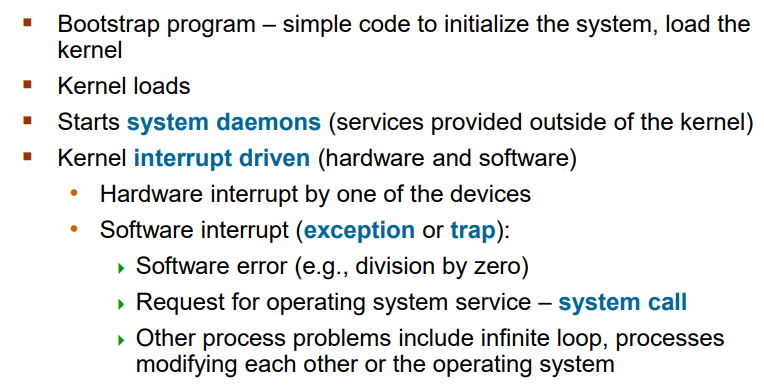 Bootstrap program – simple code to initialize the system, load the
kernel
Kernel loads
Starts system daemons (services provided outside of the kernel)
Kernel interrupt driven (hardware and software)
Hardware interrupt by one of the devices
Software interrupt (exception or trap):
Software error (e.g., division by zero)
Request for operating system service – system call
Other process problems include infinite loop, processes
modifying each other or the operating system